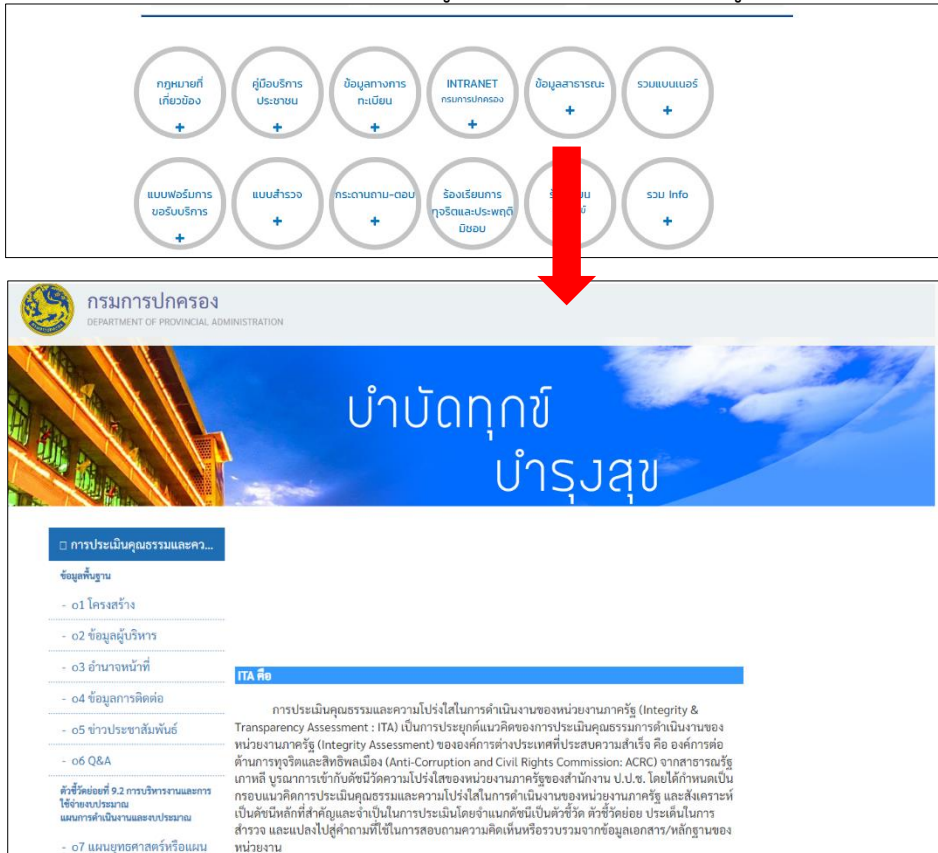 กฎหมายที่
เกี่ยวข้อง
+
คู่มือบริการ
ประชาชน
+
ข้อมูลทางการ
ทะเบียน
+
INTRANET
กรมการปกครอง
+
ข้อมูลสาธารณะ
+
รวมแบนเนอร์
+
แบบฟอร์มการ
ขอรับบริการ
+
แบบสำรวจ
+
กระดานถาม-ตอบ
+
ร้องเรียนการ
ทุจริตและประพฤติ
มิชอบ
รวม Info
+
กรมการปกครอง
DEPARTMENT OF PROVINCIAL ADMINISTRATION
บำบัดทุกข์
บำรุงสุข
การประเมินคุณธรรมและคว...
ข้อมูลพื้นฐาน
- o1 โครงสร้าง
- o2 ข้อมูลผู้บริหาร
- o3 อำนาจหน้าที่
- o4 ข้อมูลการติดต่อ
- o5 ข่าวประชาสัมพันธ์
- o6 Q&A
ตัวชี้วัดย่อยที่ 9.2 การบริหารงานและการ
ใช้จ่ายงบประมาณ
แผนการดำเนินงานและงบประมาณ
- o7 แผนยุทธศาสตร์หรือแผน
ITA คือ
การประเมินคุณธรรมและความโปร่งใสในการดำเนินงานของหน่วยงานภาครัฐ (Integrity &
Transparency Assessment : ITA) เป็นการประยุกต์แนวคิดของการประเมินคุณธรรมการดำเนินงานของ
หน่วยงานภาครัฐ (Integrity Assessment) ขององค์การต่างประเทศที่ประสบความสำเร็จ คือ องค์การต่อ
ต้านการทุจริตและสิทธิพลเมือง (Anti-Corruption and Civil Rights Commission: ACRC) จากสาธารณรัฐ
เกาหลี บูรณาการเข้ากับดัชนีวัดความโปร่งใสของหน่วยงานภาครัฐของสำนักงาน ป.ป.ช. โดยได้กำหนดเป็น
กรอบแนวคิดการประเมินคุณธรรมและความโปร่งใสในการดำเนินงานของหน่วยงานภาครัฐ และสังเคราะห์
เป็นดัชนีหลักที่สำคัญและจำเป็นในการประเมินโดยจำแนกดัชนีเป็นตัวชี้วัด ตัวชี้วัดย่อย ประเด็นในการ
สำรวจ และแปลงไปสู่คำถามที่ใช้ในการสอบถามความคิดเห็นหรือรวบรวมจากข้อมูลเอกสาร/หลักฐานของ
หน่วยงาน